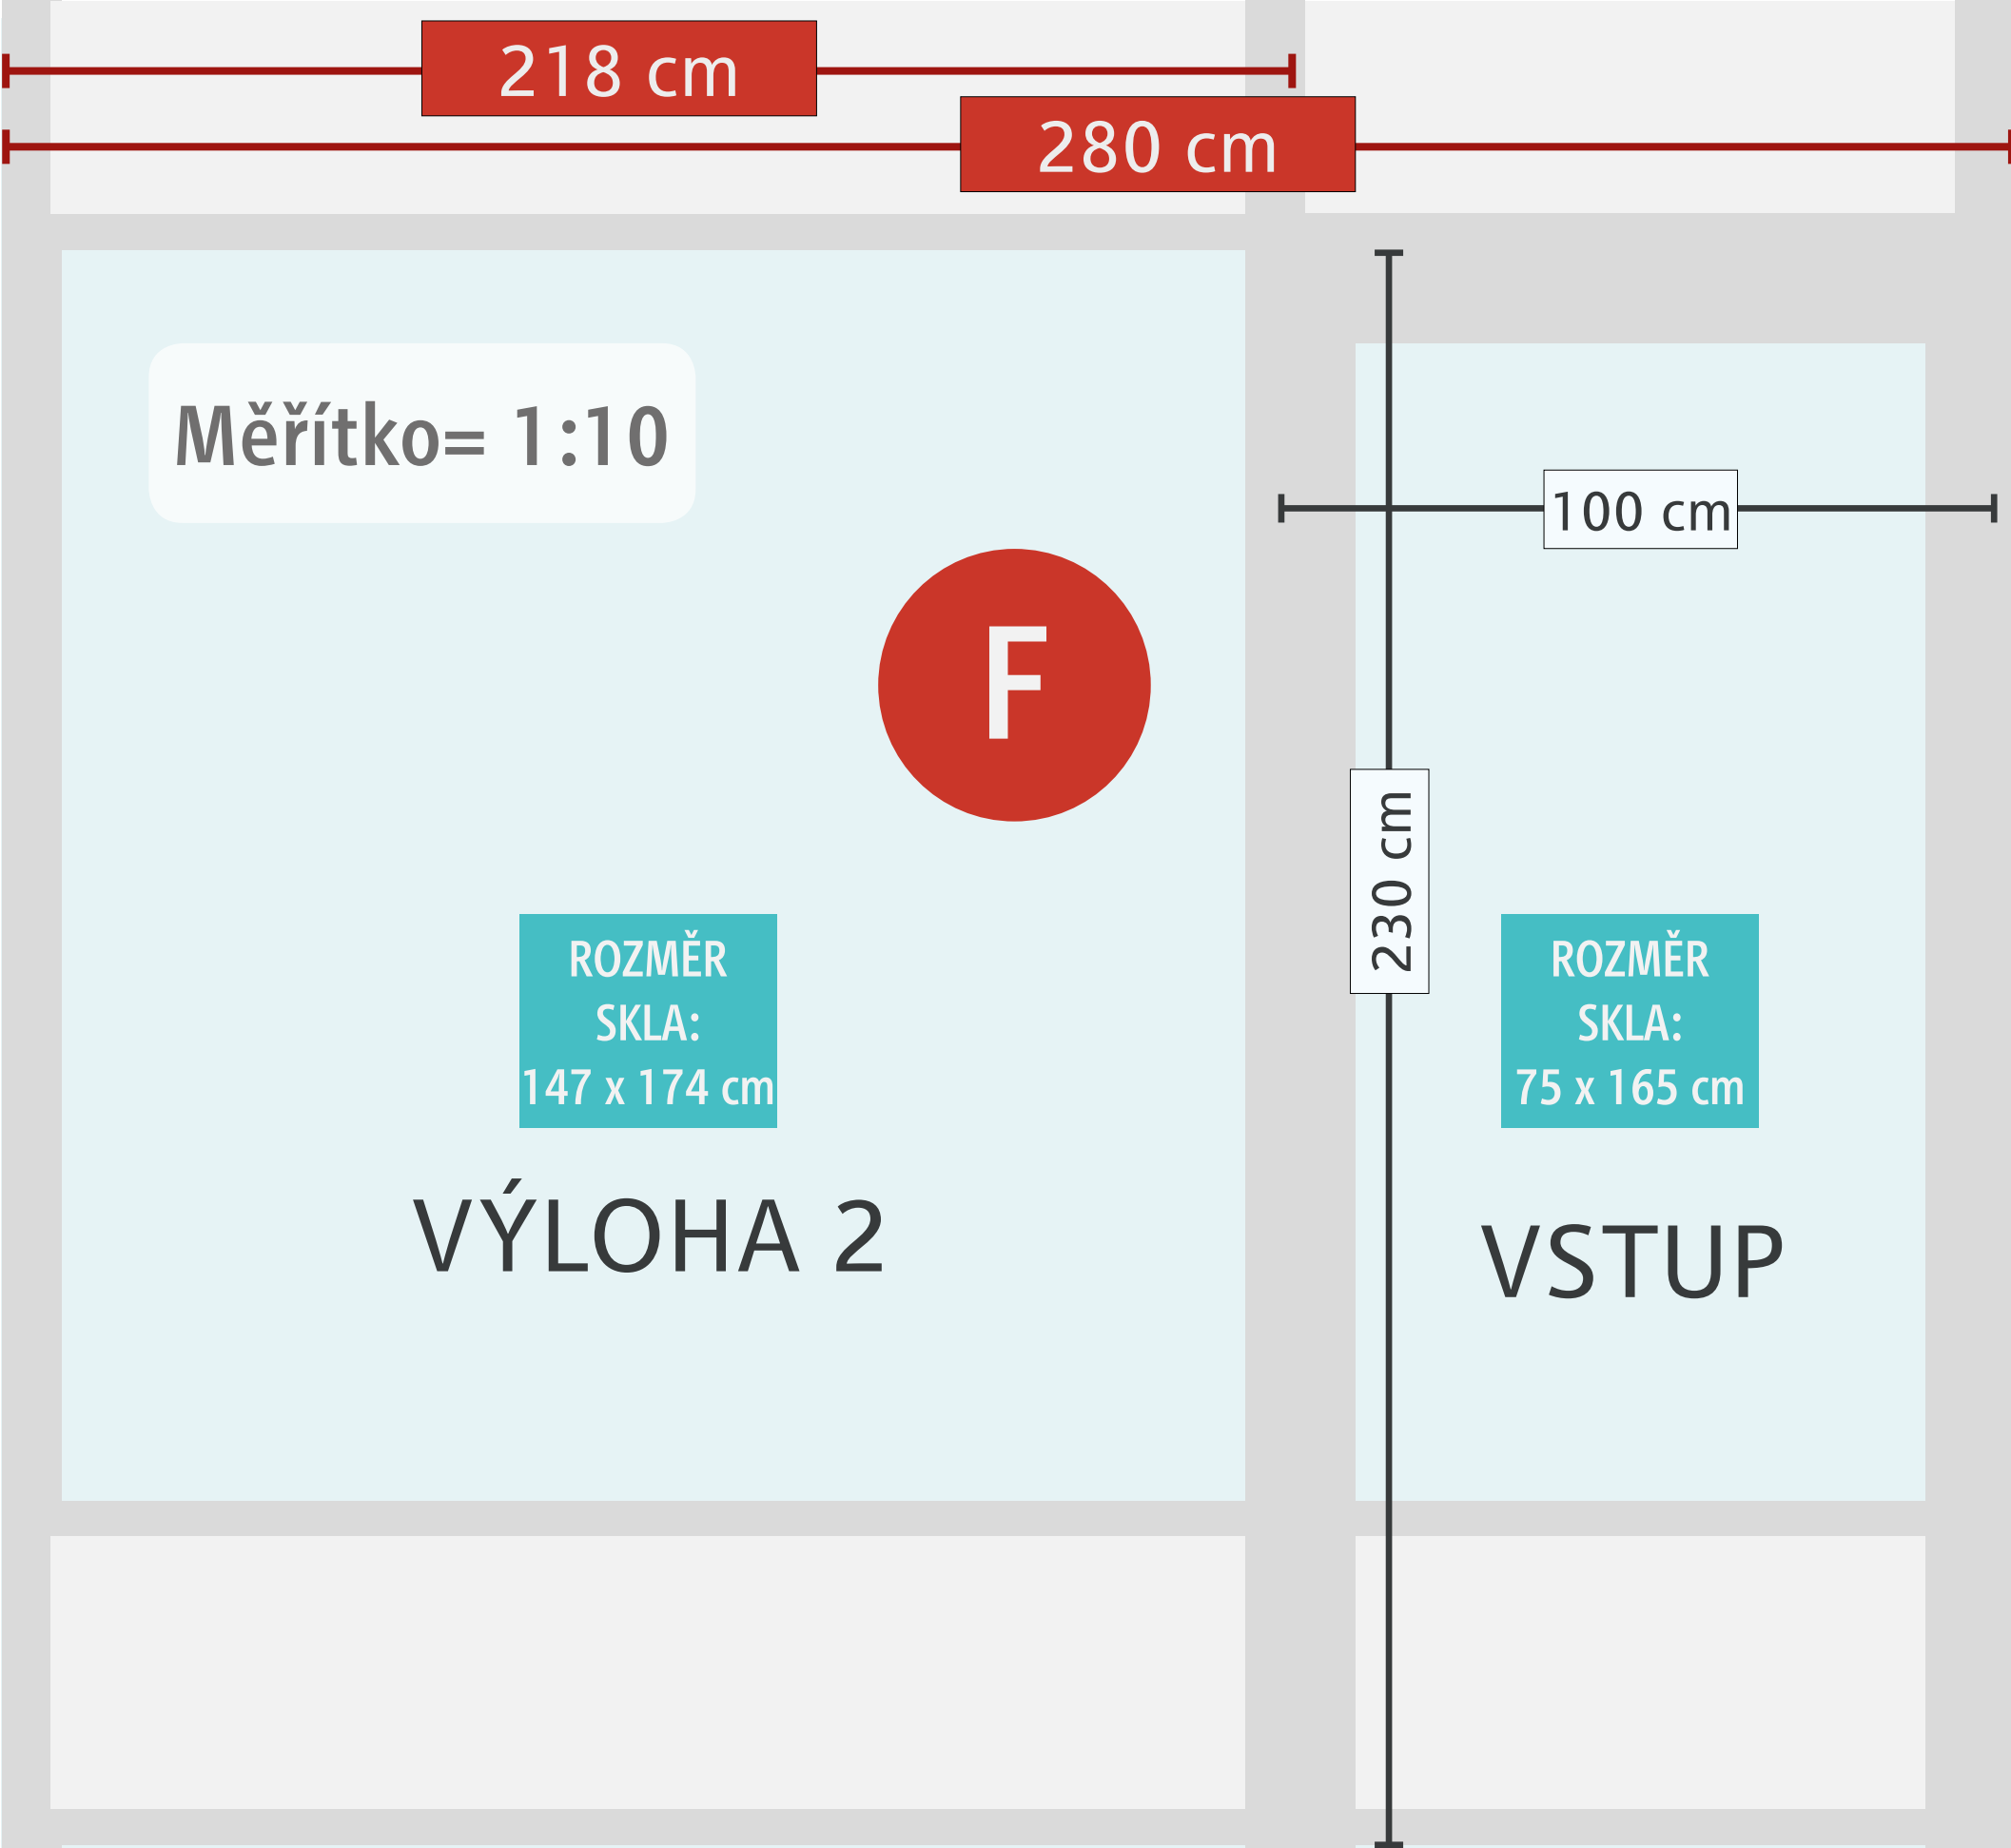 218 cm
280 cm
Měřítko= 1:10
100 cm
F
230 cm
ROZMĚR
SKLA:
147 x 174 cm
ROZMĚR
SKLA:
75 x 165 cm
VÝLOHA 2
VSTUP